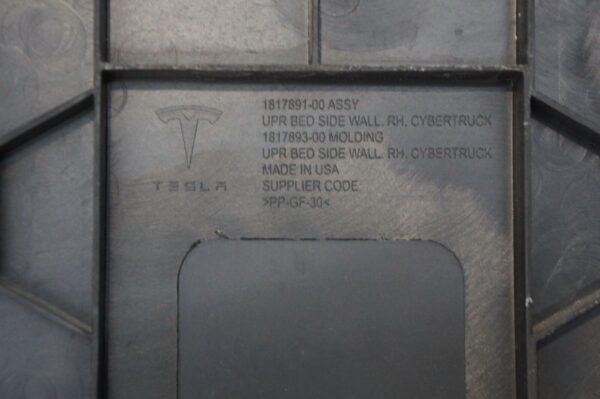 1817891-00 ASSY
UPR BED SIDE WALL. RH. CYBERTRUCK
1817893-00 MOLDING
UPR BED SIDE WALL. RH. CYBERTRUCK
MADE IN USA
SUPPLIER CODE:
>PP-GF-30<
TESLA